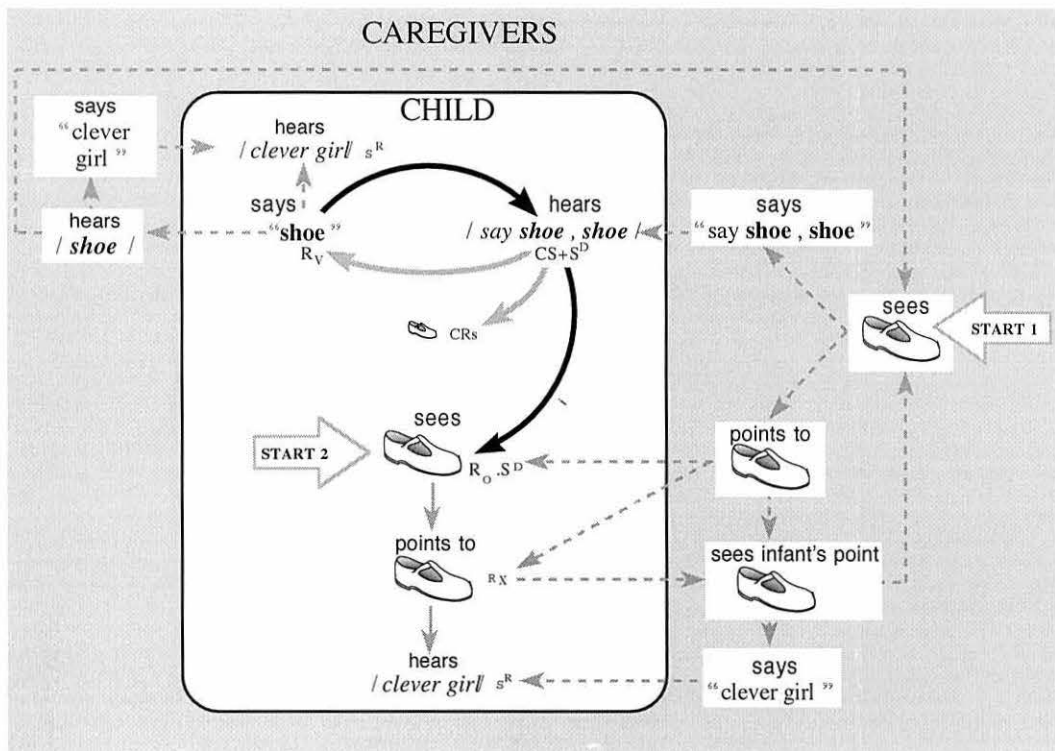 CAREGIVERS
CHILD
says
“clever
girl ”
hears
/ clever girl/ sᴿ
says
“shoe ”
Rᵥ
hears
/ shoe /
hears
/ say shoe , shoe /
CS+Sᴰ
says
“say shoe , shoe ”
CRs
sees
START 1
sees
START 2
Rₒ .Sᴰ
points to
points to
ᴿX
sees infant's point
hears
/ clever girl/ sᴿ
says
“clever girl ”